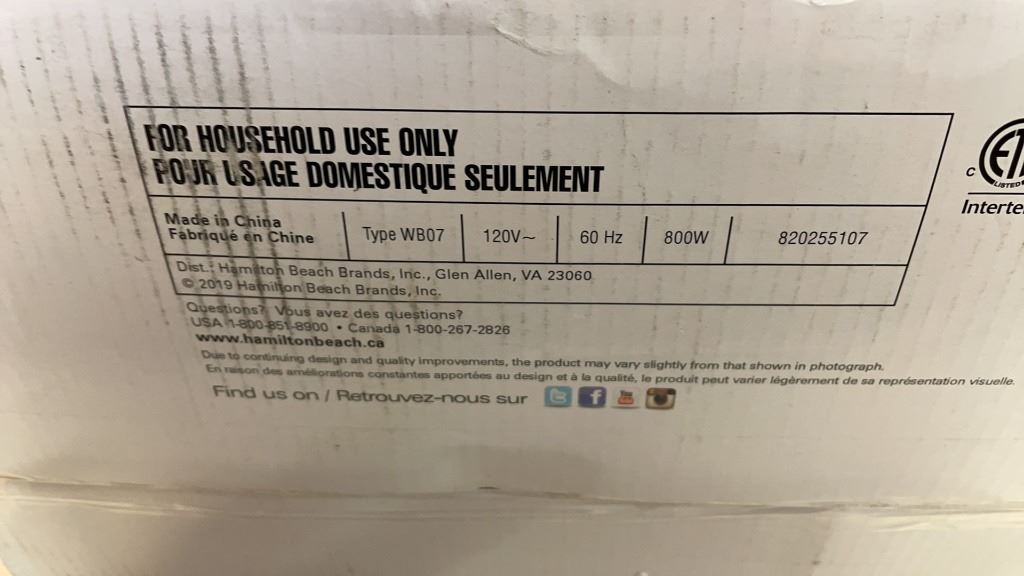 FOR HOUSEHOLD USE ONLY
POUR USAGE DOMESTIQUE SEULEMENT
Made in China
Fabriqué en Chine
Type WB07
120V~
60 Hz
800W
820255107
Dist.: Hamilton Beach Brands, Inc., Glen Allen, VA 23060
© 2019 Hamilton Beach Brands, Inc.
Questions? Vous avez des questions?
USA 1-800-851-8900 • Canada 1-800-267-2826
www.hamiltonbeach.ca
Due to continuing design and quality improvements, the product may vary slightly from that shown in photograph.
En raison des améliorations constantes apportées au design et à la qualité, le produit peut varier légèrement de sa représentation visuelle.
Find us on / Retrouvez-nous sur
C
LISTED